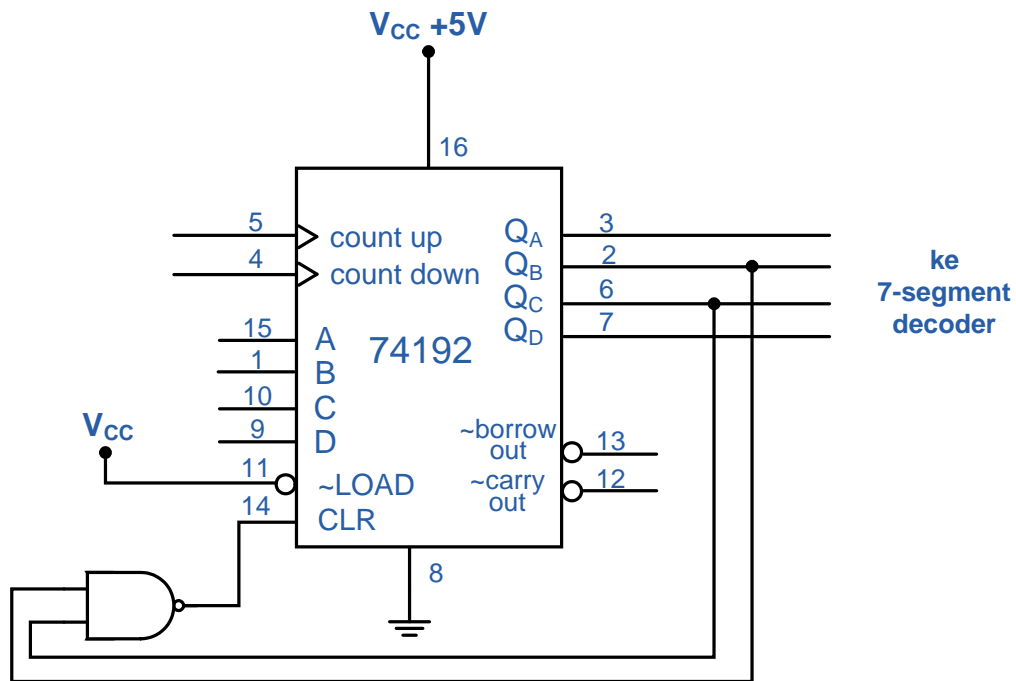 VCC +5V
16
5
count up
QA
3
4
count down
QB
2
ke
QC
6
7-segment
7
decoder
QD
15
A
74192
1
B
10
C
VCC
9
D
~borrow
out
13
11
~LOAD
~carry
out
12
14
CLR
8